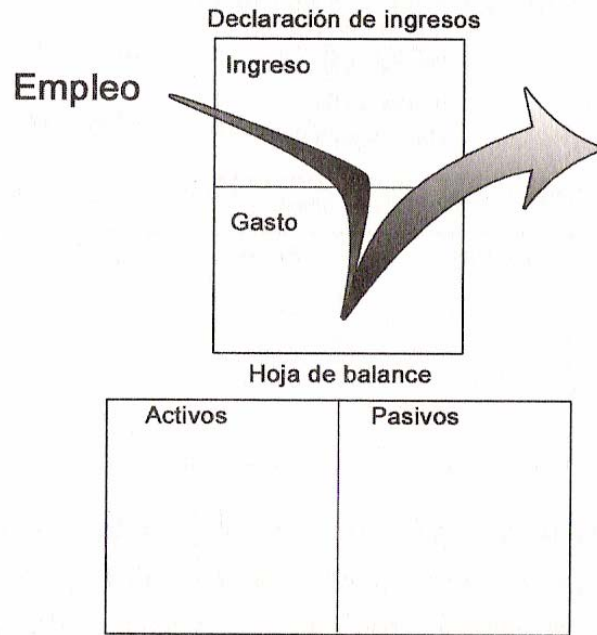 Declaración de ingresos
Ingreso
Empleo
Gasto
Hoja de balance
Activos
Pasivos